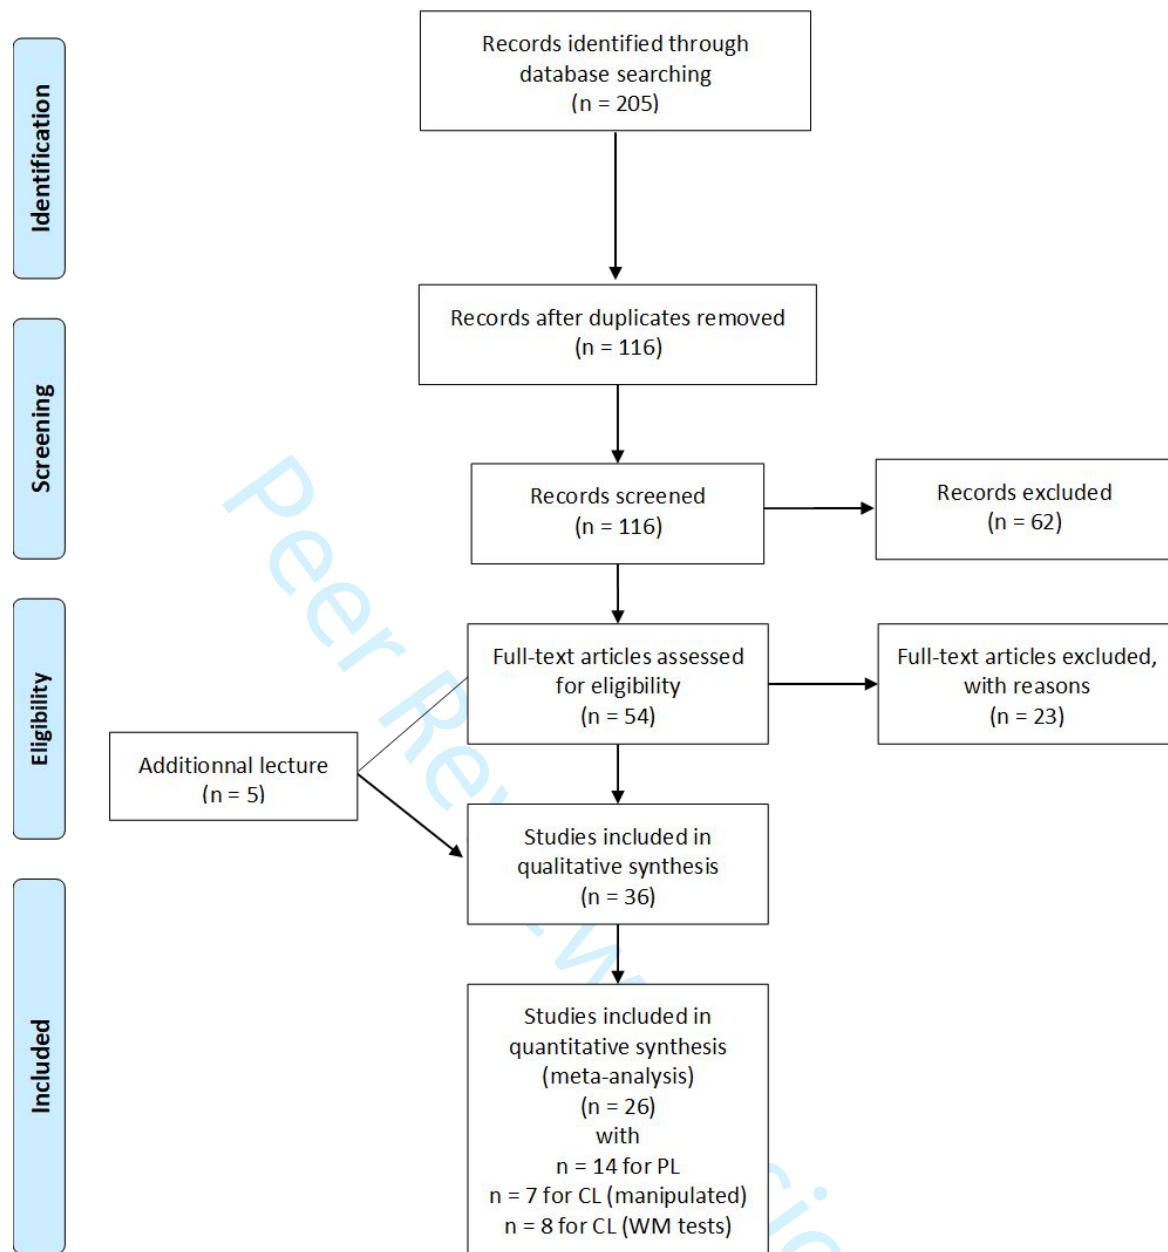 Identification
Records identified through
database searching
(n = 205)
Records after duplicates removed
(n = 116)
Screening
Records screened
(n = 116)
Records excluded
(n = 62)
Eligibility
Full-text articles assessed
for eligibility
(n = 54)
Full-text articles excluded,
with reasons
(n = 23)
Additionnal lecture
(n = 5)
Studies included in
qualitative synthesis
(n = 36)
Included
Studies included in
quantitative synthesis
(meta-analysis)
(n = 26)
with
n = 14 for PL
n = 7 for CL (manipulated)
n = 8 for CL (WM tests)
Peer Review